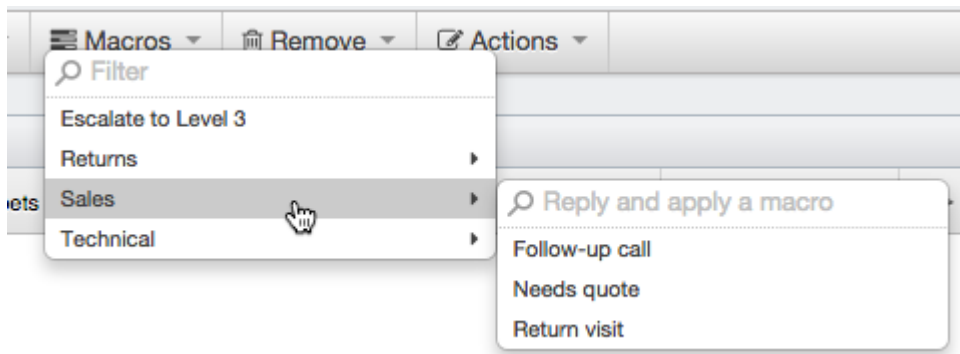 Macros
Remove
Actions
Filter
Escalate to Level 3
Returns
Sales
Technical
Reply and apply a macro
Follow-up call
Needs quote
Return visit